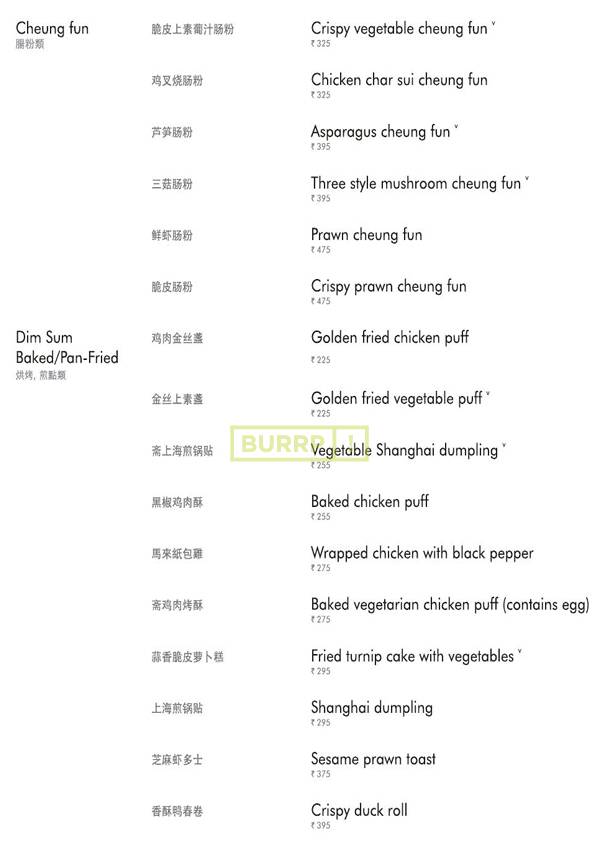 Cheung fun
腸粉類
脆皮上素葡汁肠粉
Crispy vegetable cheung fun v
₹ 325
鸡叉烧肠粉
Chicken char sui cheung fun
₹ 325
芦笋肠粉
Asparagus cheung fun v
₹ 395
三菇肠粉
Three style mushroom cheung fun v
₹ 395
鲜虾肠粉
Prawn cheung fun
₹ 475
脆皮肠粉
Crispy prawn cheung fun
₹ 475
Dim Sum
Baked/Pan-Fried
烘烤, 煎點類
鸡肉金丝盏
Golden fried chicken puff
₹ 225
金丝上素盏
Golden fried vegetable puff v
₹ 225
BURRP !
斋上海煎锅贴
Vegetable Shanghai dumpling v
₹ 255
黑椒鸡肉酥
Baked chicken puff
₹ 255
馬來紙包雞
Wrapped chicken with black pepper
₹ 275
斋鸡肉烤酥
Baked vegetarian chicken puff (contains egg)
₹ 275
蒜香脆皮萝卜糕
Fried turnip cake with vegetables v
₹ 295
上海煎锅贴
Shanghai dumpling
₹ 295
芝麻虾多士
Sesame prawn toast
₹ 375
香酥鸭春卷
Crispy duck roll
₹ 395